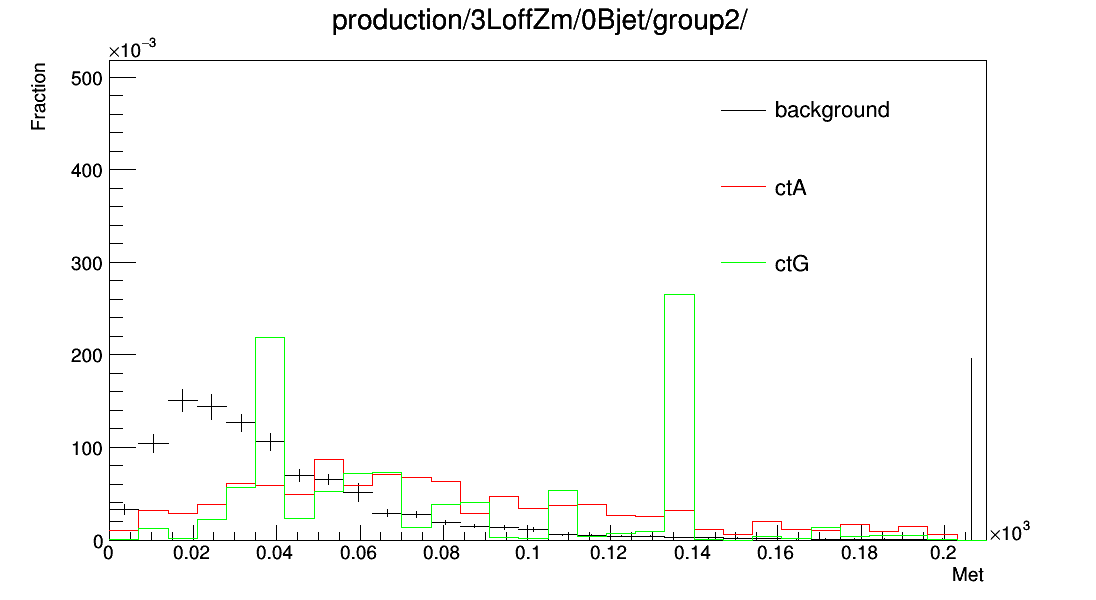 production/3LoffZm/0Bjet/group2/
×10⁻³
Fraction
500
400
300
200
100
0
background
ctA
ctG
0 0.02 0.04 0.06 0.08 0.1 0.12 0.14 0.16 0.18 0.2
×10³
Met